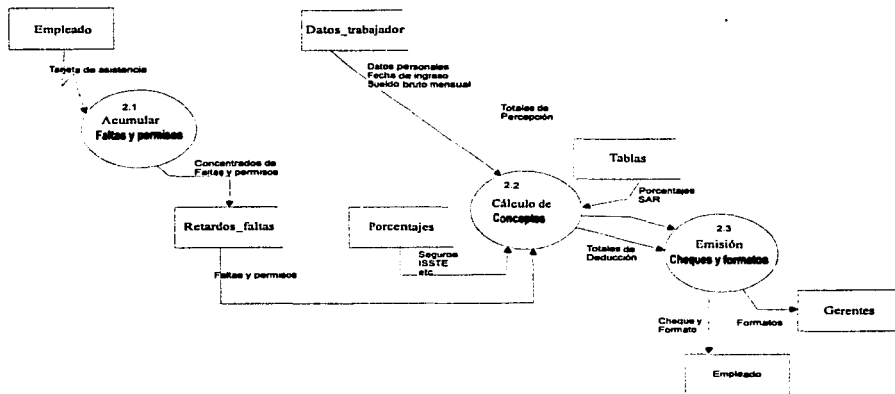 Empleado
Tarjeta de asistencia
2.1
Acumular
Faltas y permisos
Concentrados de
Faltas y permisos
Retardos_faltas
Faltas y permisos
Datos_trabajador
Datos personales
Fecha de ingreso
Sueldo bruto mensual
Totales de
Percepción
Tablas
Porcentajes
SAR
2.2
Cálculo de
Conceptos
Porcentajes
Seguros
ISSTE
etc
Totales de
Deducción
2.3
Emisión
Cheques y formatos
Cheque y
Formato
Formatos
Gerentes
Empleado